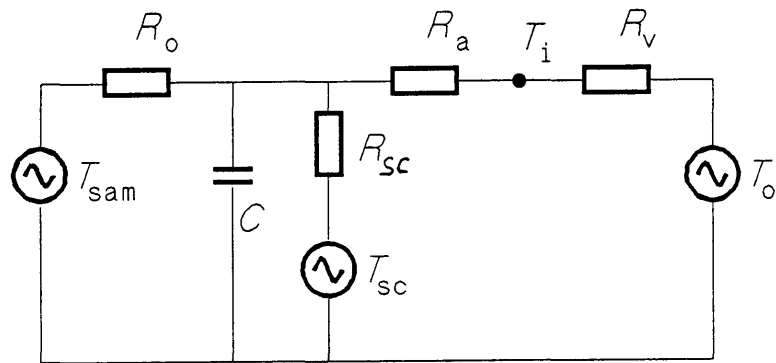 R_o
R_a
T_i
R_v
R_sc
T_sam
C
T_sc
T_o